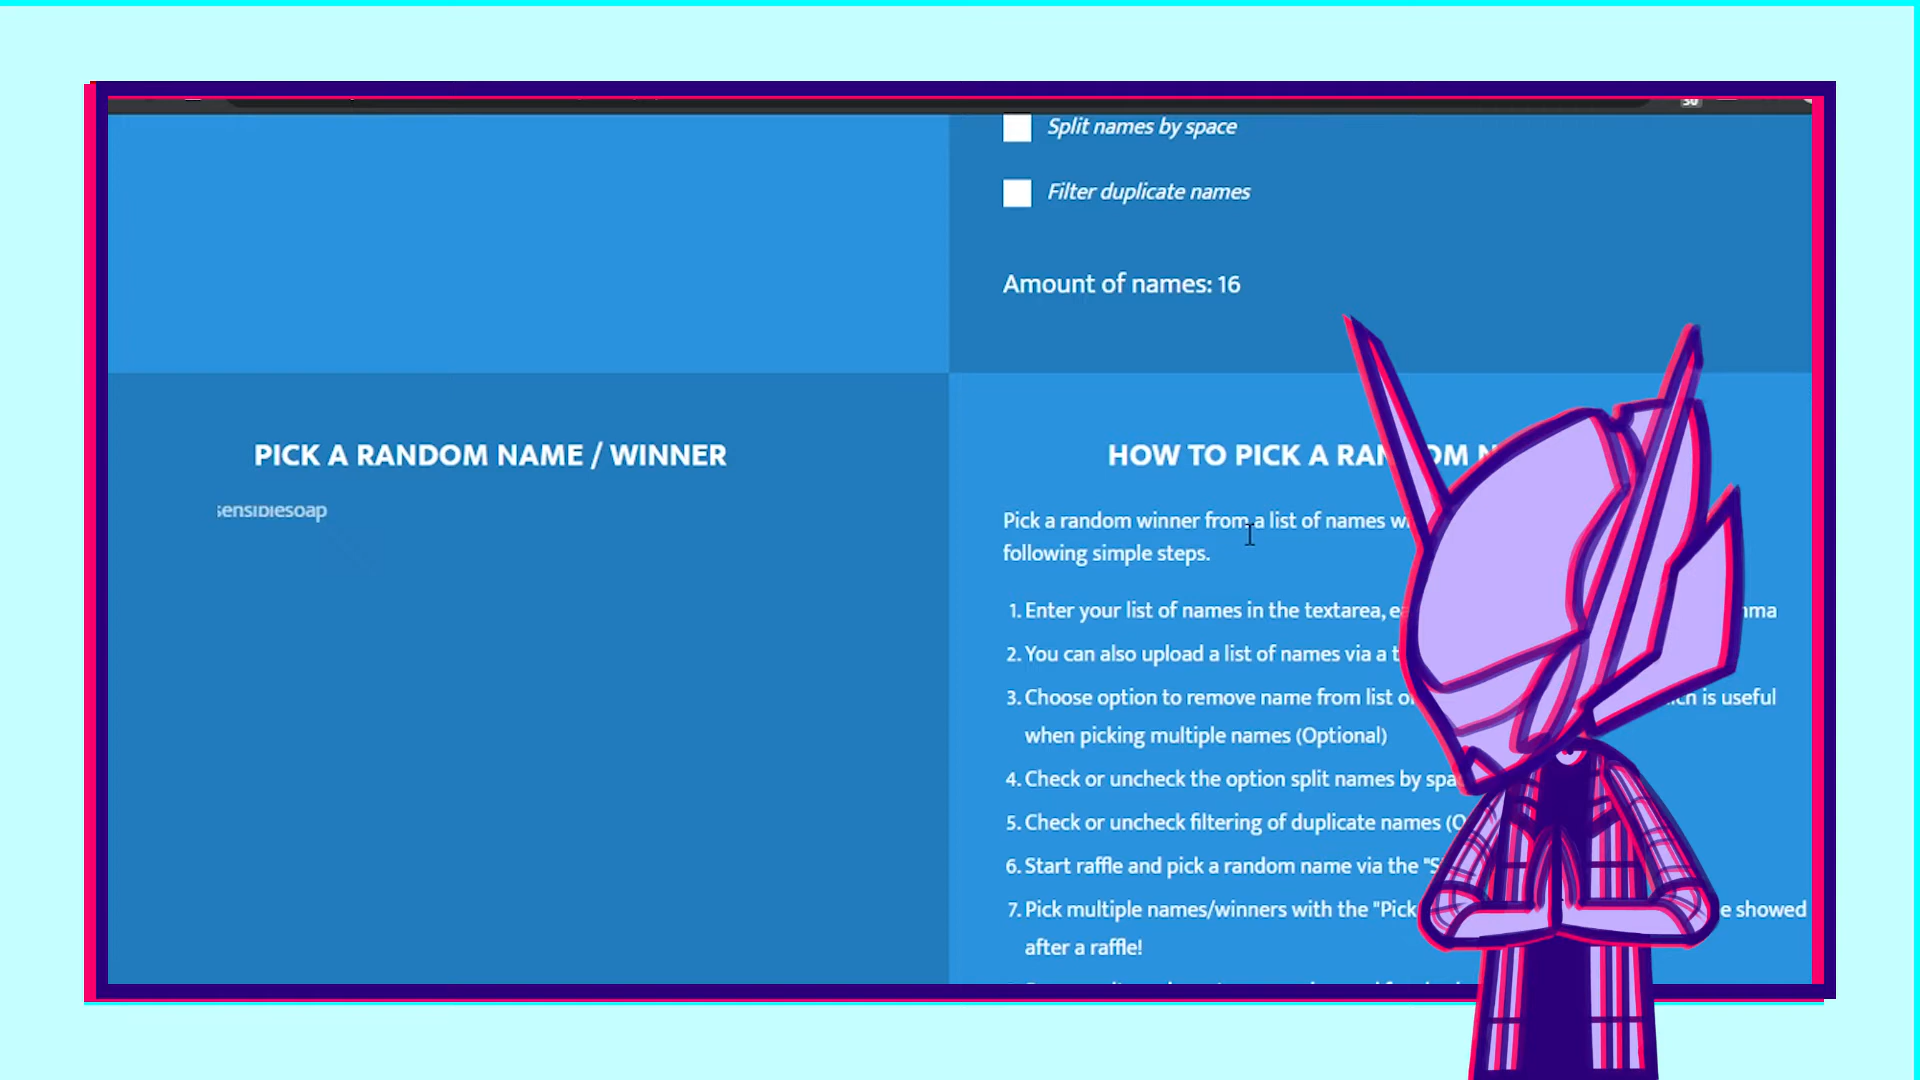 30
Split names by space
Filter duplicate names
Amount of names: 16
PICK A RANDOM NAME / WINNER
sensiblesoap
HOW TO PICK A RANDOM
Pick a random winner from a list of names
following simple steps.
1. Enter your list of names in the textarea,
2. You can also upload a list of names via a
3. Choose option to remove name from list is useful
when picking multiple names (Optional)
4. Check or uncheck the option split names by
5. Check or uncheck filtering of duplicate names
6. Start raffle and pick a random name via the
7. Pick multiple names/winners with the "Pick showed
after a raffle!